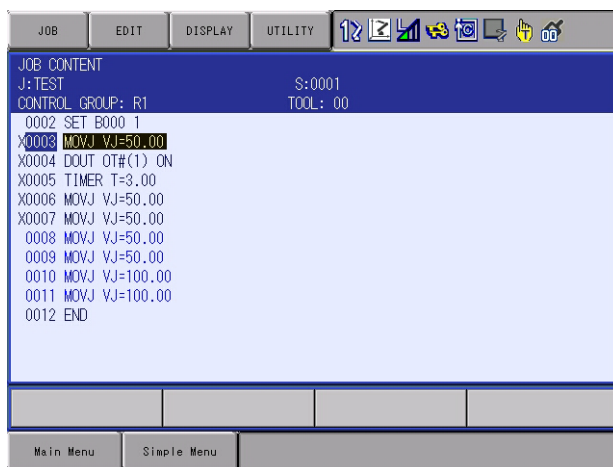 JOB EDIT DISPLAY UTILITY
JOB CONTENT
J:TEST S:0001
CONTROL GROUP: R1 TOOL: 00
0002 SET B000 1
X0003 MOVJ VJ=50.00
X0004 DOUT OT#(1) ON
X0005 TIMER T=3.00
X0006 MOVJ VJ=50.00
X0007 MOVJ VJ=50.00
0008 MOVJ VJ=50.00
0009 MOVJ VJ=50.00
0010 MOVJ VJ=100.00
0011 MOVJ VJ=100.00
0012 END
Main Menu Simple Menu